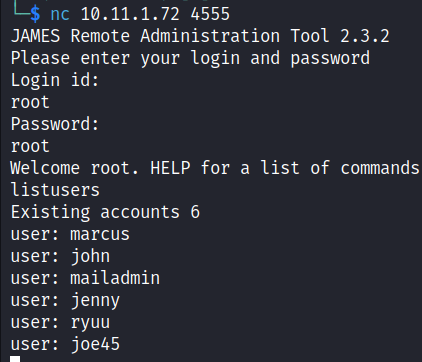 └─$ nc 10.11.1.72 4555
JAMES Remote Administration Tool 2.3.2
Please enter your login and password
Login id:
root
Password:
root
Welcome root. HELP for a list of commands
listusers
Existing accounts 6
user: marcus
user: john
user: mailadmin
user: jenny
user: ryuu
user: joe45